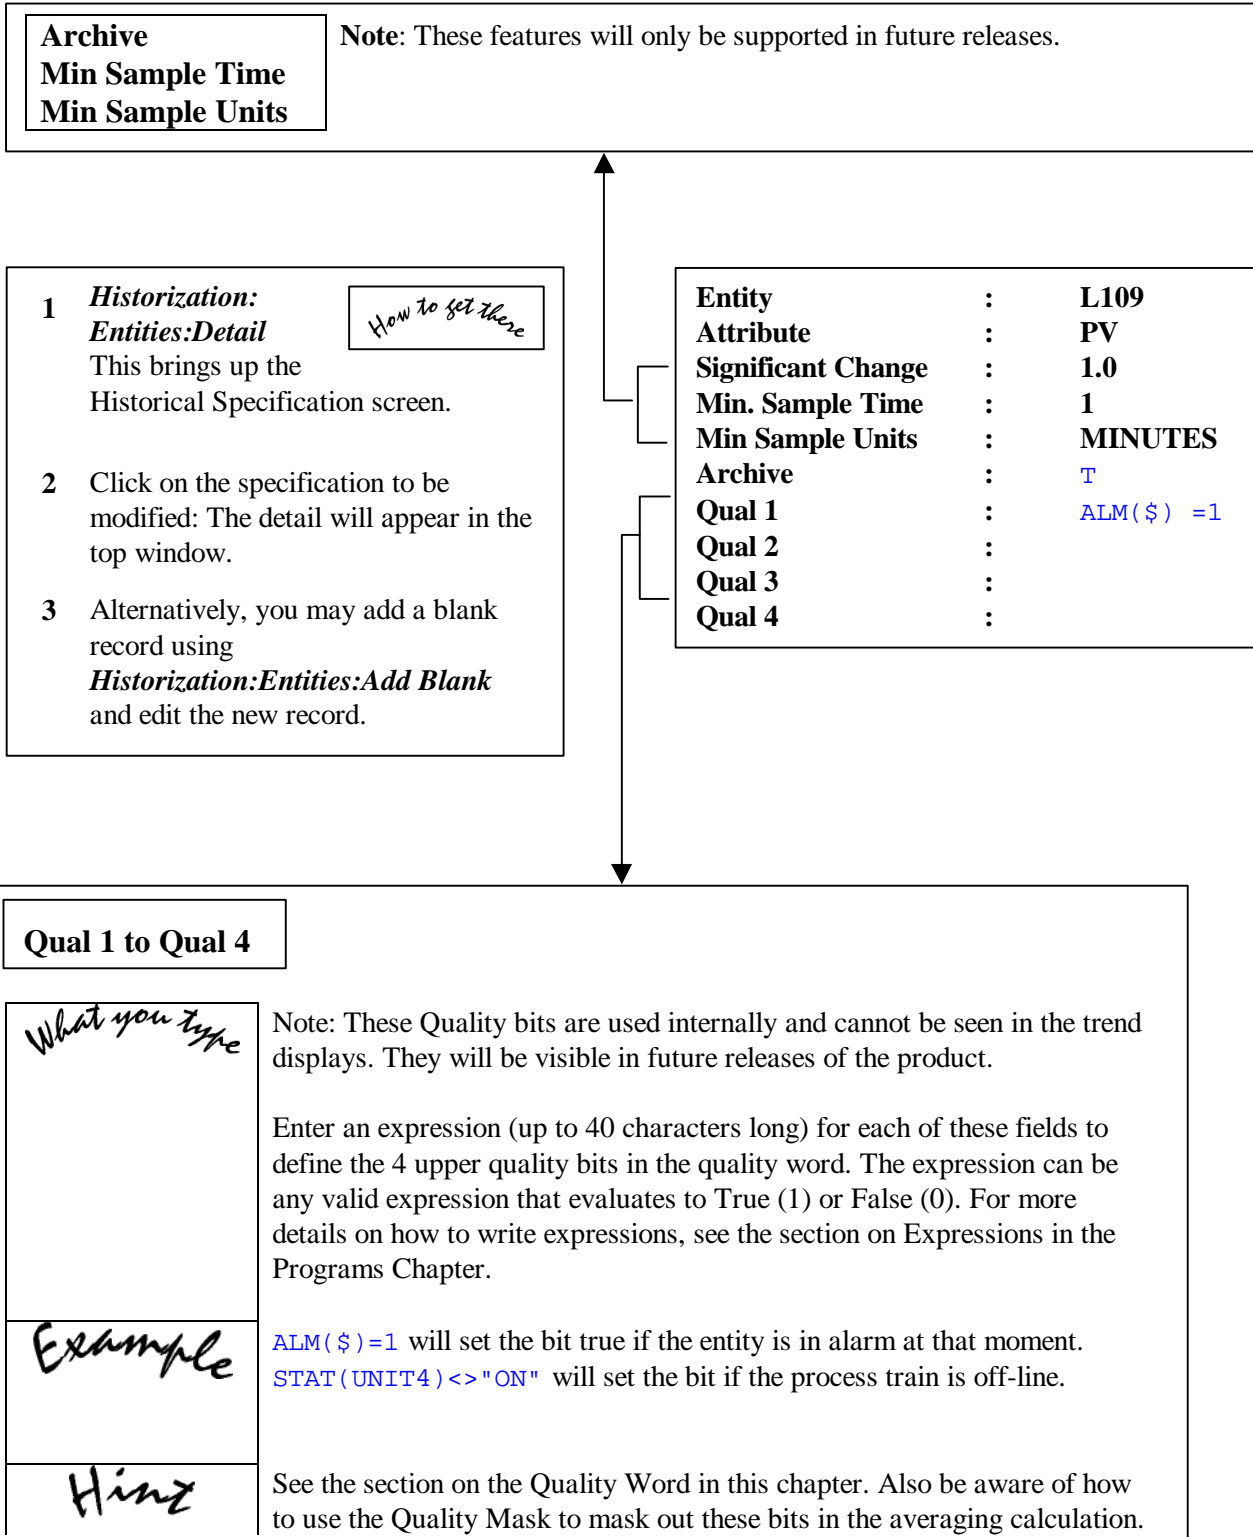 Archive
Min Sample Time
Min Sample Units
Note: These features will only be supported in future releases.
1 Historization:
Entities:Detail
This brings up the
Historical Specification screen.
How to get there
2 Click on the specification to be
modified: The detail will appear in the
top window.
3 Alternatively, you may add a blank
record using
Historization:Entities:Add Blank
and edit the new record.
Entity : L109
Attribute : PV
Significant Change : 1.0
Min. Sample Time : 1
Min Sample Units : MINUTES
Archive : T
Qual 1 : ALM($) =1
Qual 2 :
Qual 3 :
Qual 4 :
Qual 1 to Qual 4
What you type
Note: These Quality bits are used internally and cannot be seen in the trend
displays. They will be visible in future releases of the product.
Enter an expression (up to 40 characters long) for each of these fields to
define the 4 upper quality bits in the quality word. The expression can be
any valid expression that evaluates to True (1) or False (0). For more
details on how to write expressions, see the section on Expressions in the
Programs Chapter.
Example
ALM($)=1 will set the bit true if the entity is in alarm at that moment.
STAT(UNIT4)<>"ON" will set the bit if the process train is off-line.
Hint
See the section on the Quality Word in this chapter. Also be aware of how
to use the Quality Mask to mask out these bits in the averaging calculation.